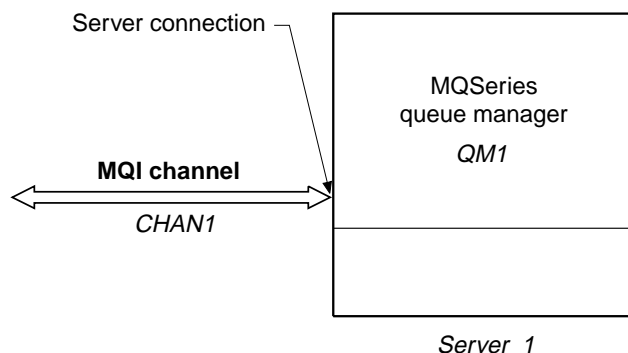 Server connection
MQSeries
queue manager
QM1
MQI channel
CHAN1
Server 1